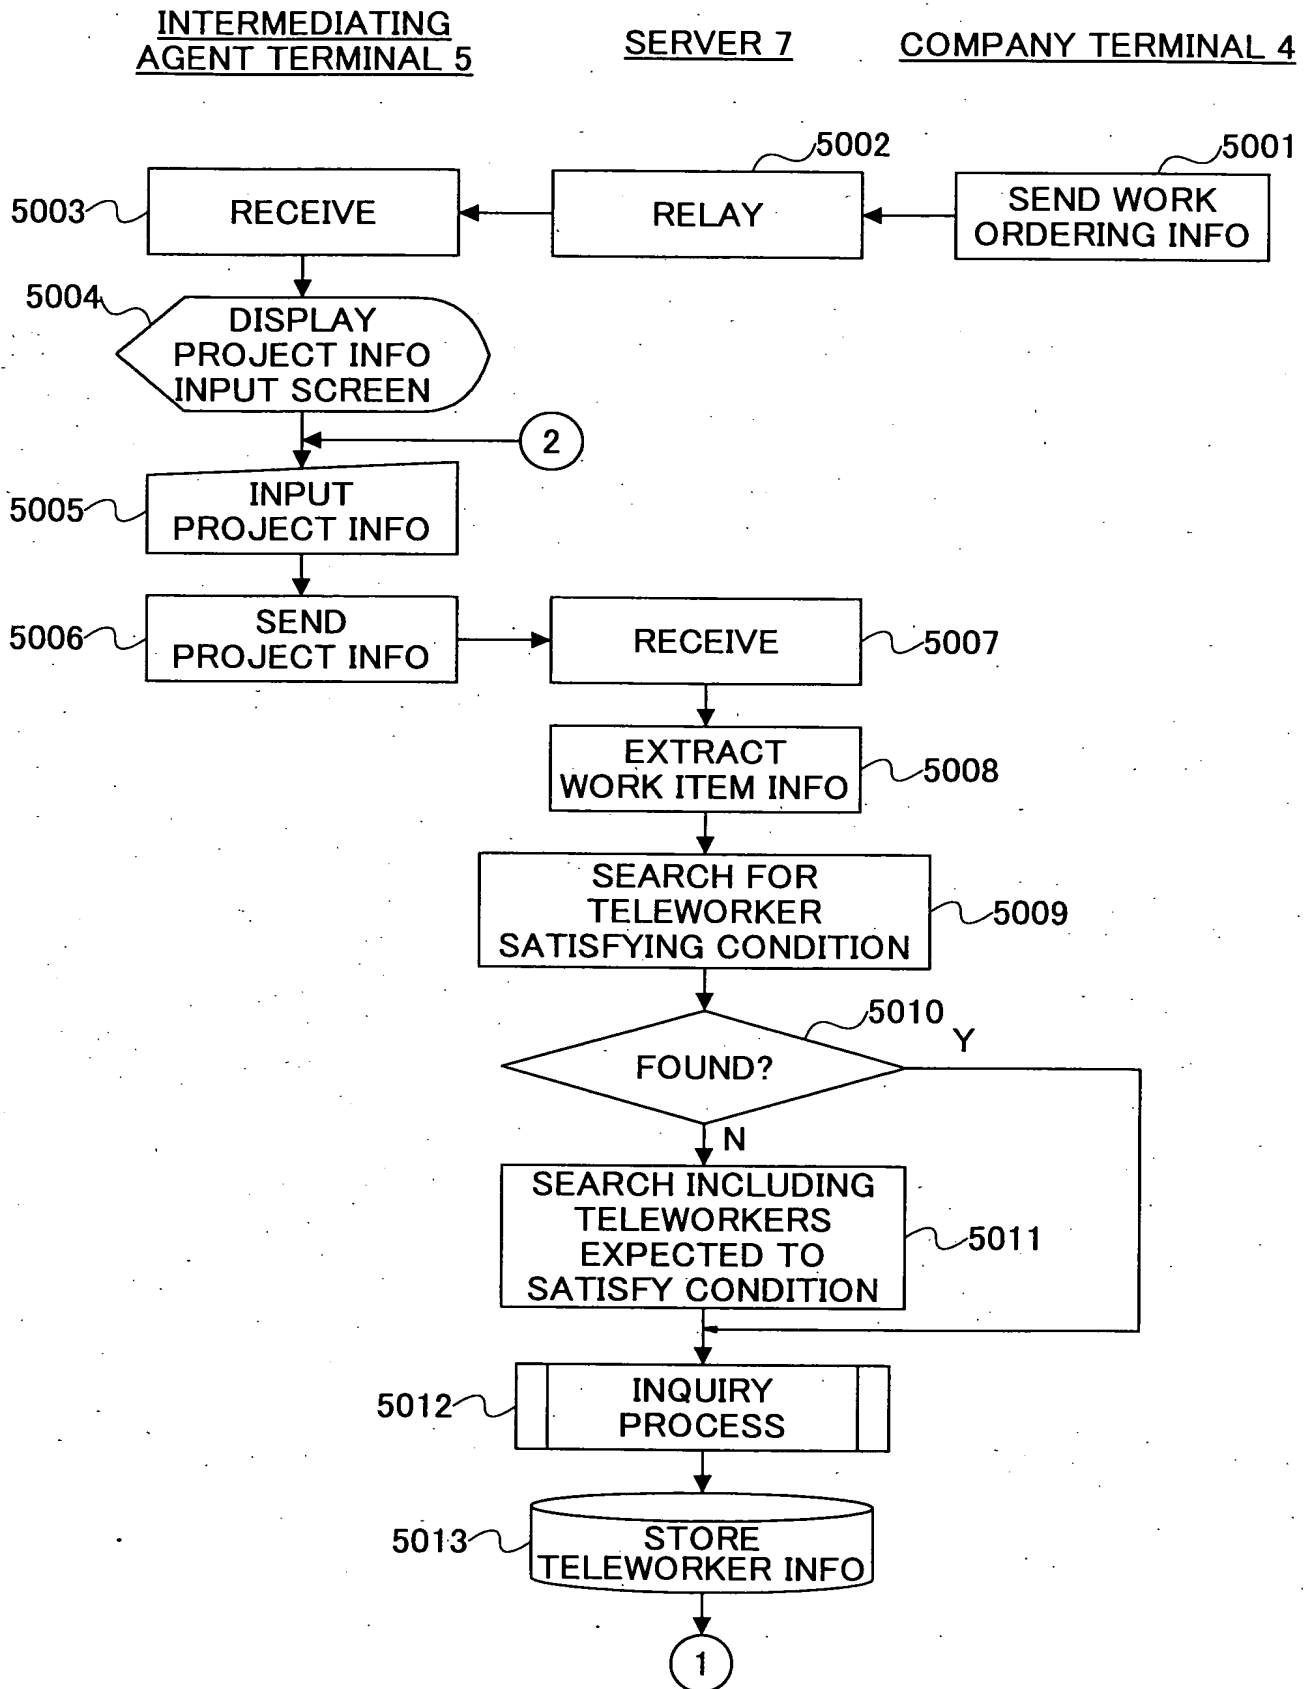 INTERMEDIATING
AGENT TERMINAL 5
SERVER 7
COMPANY TERMINAL 4
5001
SEND WORK
ORDERING INFO
5002
RELAY
5003
RECEIVE
5004
DISPLAY
PROJECT INFO
INPUT SCREEN
2
5005
INPUT
PROJECT INFO
5006
SEND
PROJECT INFO
RECEIVE
5007
EXTRACT
WORK ITEM INFO
5008
SEARCH FOR
TELEWORKER
SATISFYING CONDITION
5009
5010
FOUND?
Y
N
SEARCH INCLUDING
TELEWORKERS
EXPECTED TO
SATISFY CONDITION
5011
5012
INQUIRY
PROCESS
5013
STORE
TELEWORKER INFO
1